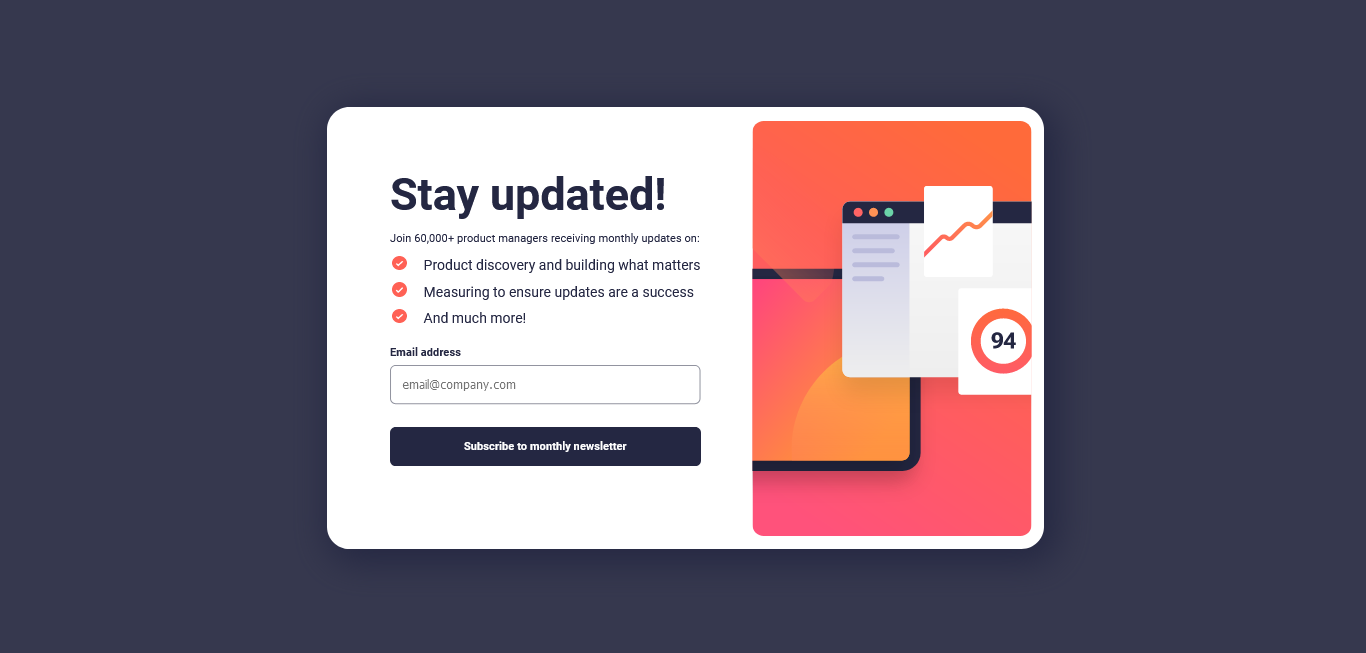 Stay updated!
Join 60,000+ product managers receiving monthly updates on:
Product discovery and building what matters
Measuring to ensure updates are a success
And much more!
Email address
email@company.com
Subscribe to monthly newsletter
94